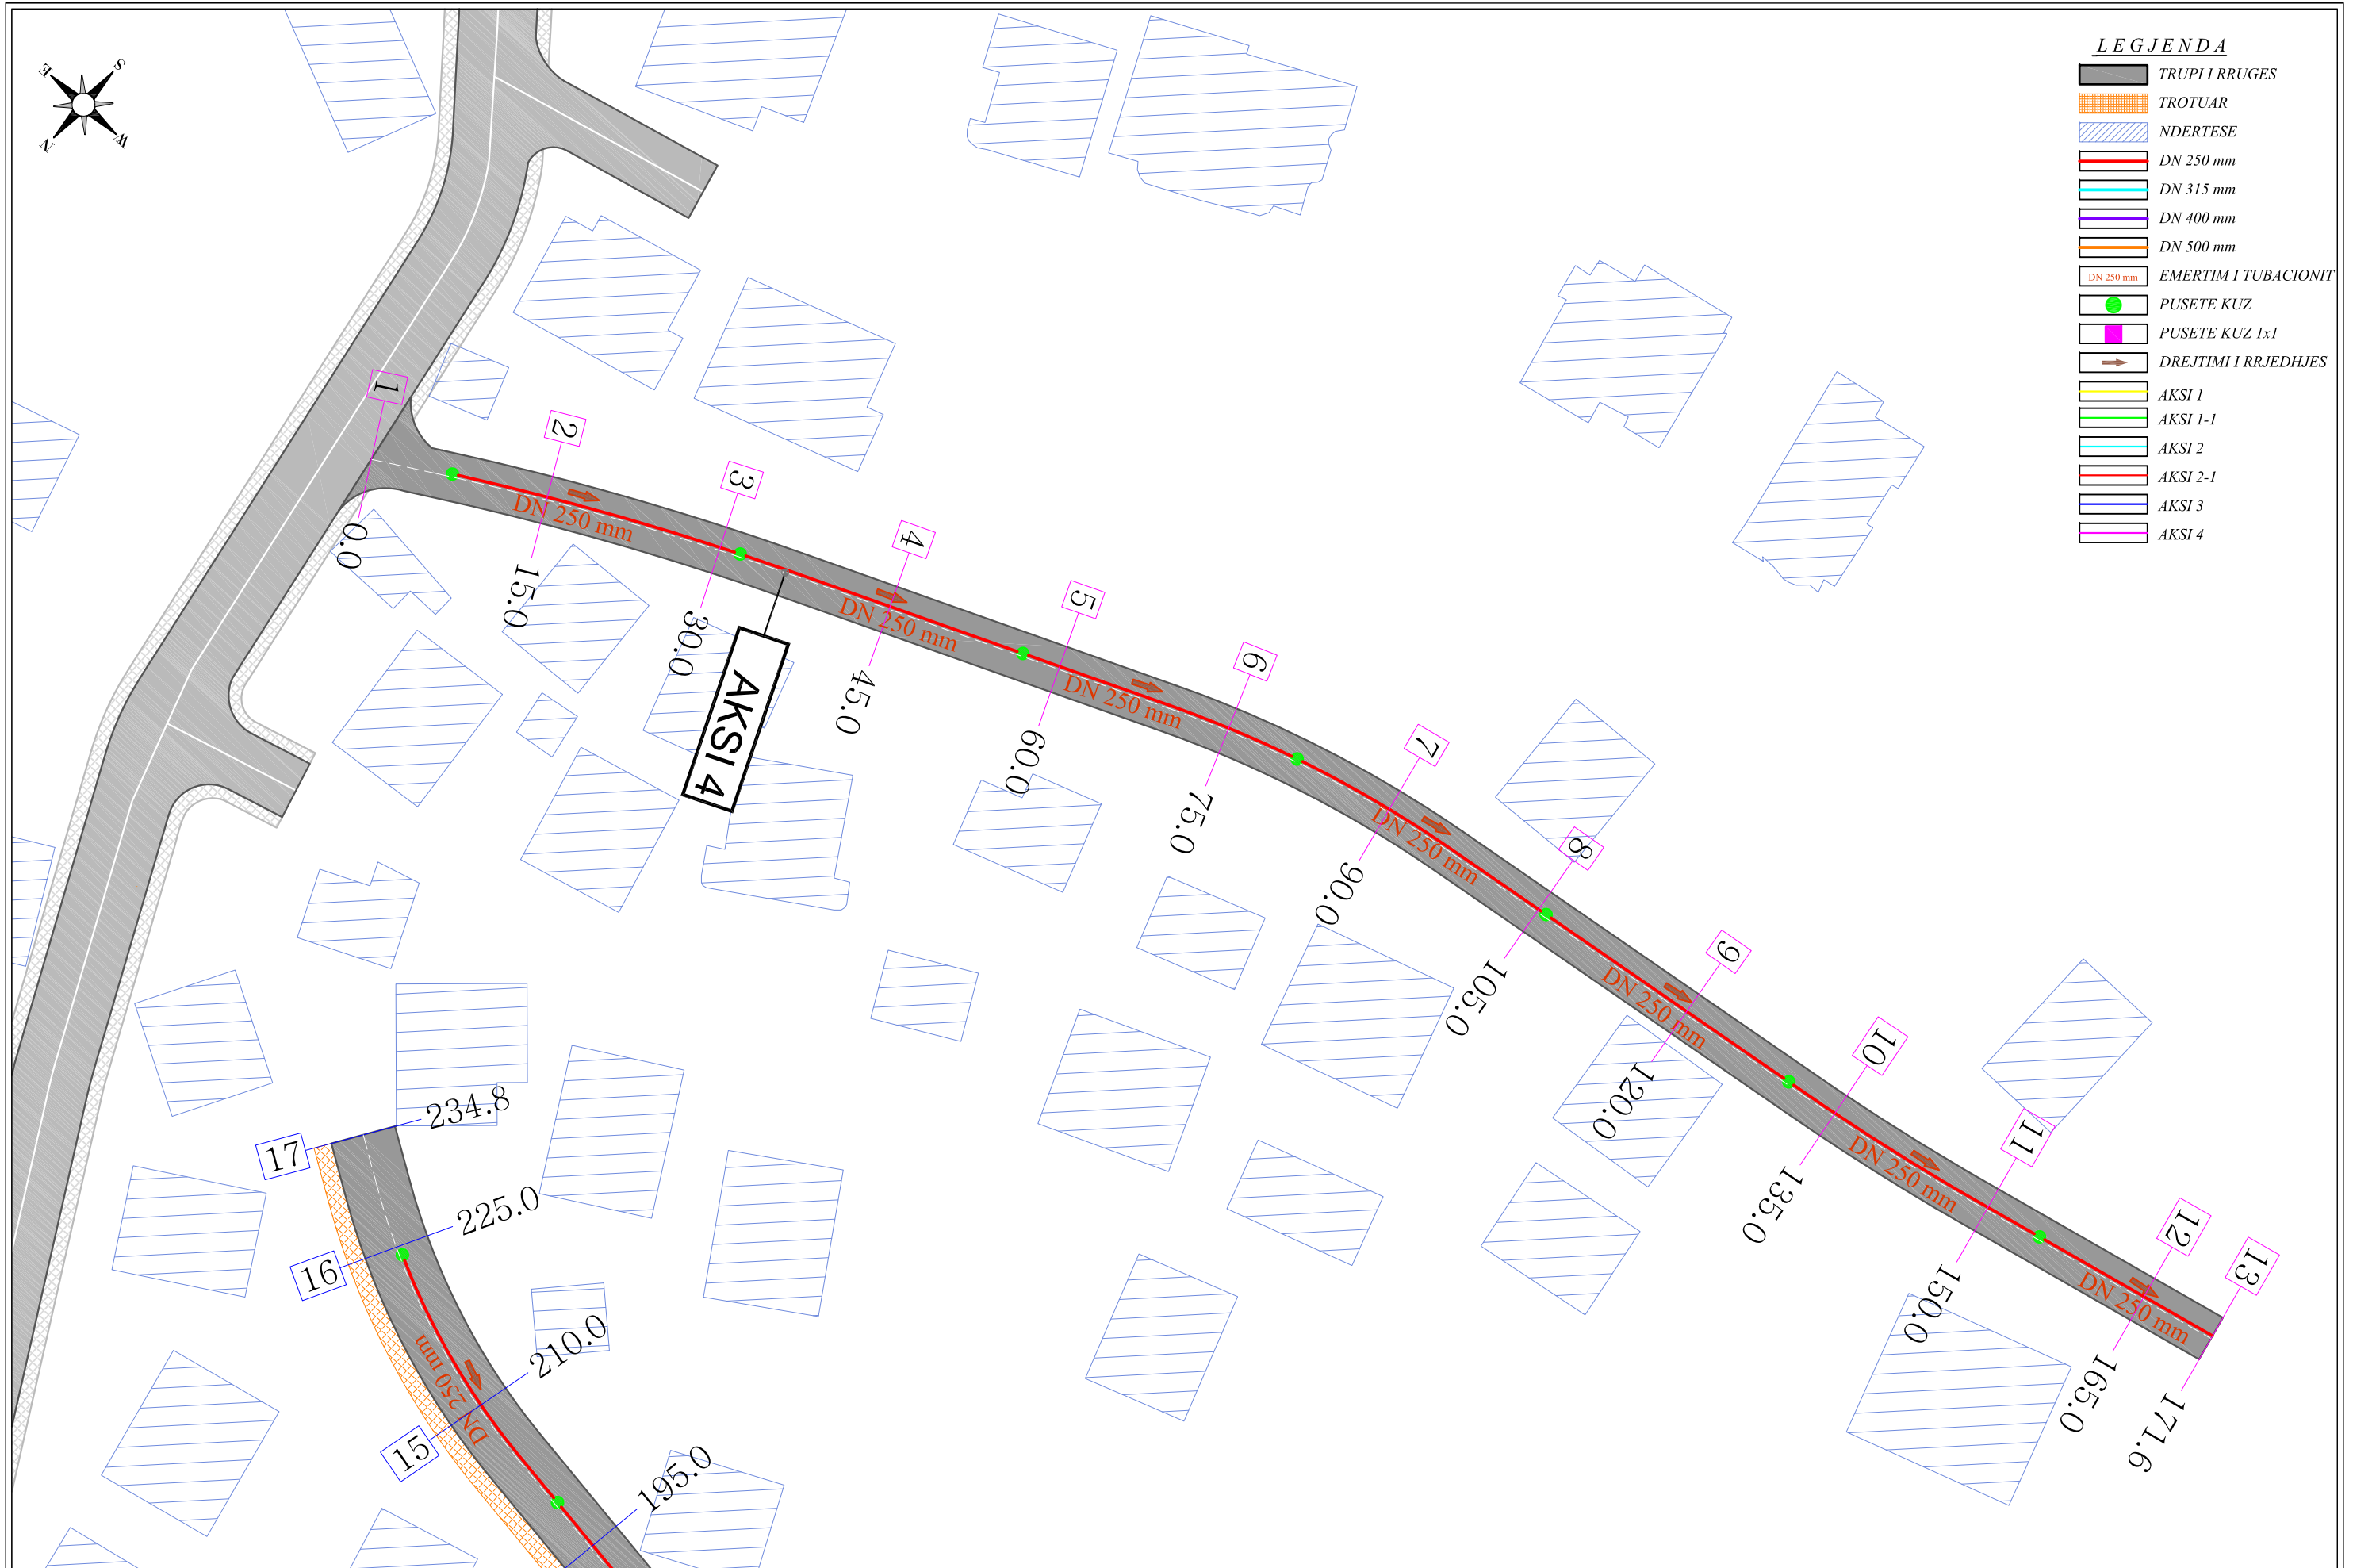 E
S
N
W
LEGJENDA
TRUPI I RRUGES
TROTUAR
NDERTESE
DN 250 mm
DN 315 mm
DN 400 mm
DN 500 mm
DN 250 mm EMERTIM I TUBACIONIT
PUSETE KUZ
PUSETE KUZ 1x1
DREJTIMI I RRJEDHJES
AKSI 1
AKSI 1-1
AKSI 2
AKSI 2-1
AKSI 3
AKSI 4
1
0.0
2
15.0
DN 250 mm
3
30.0
AKSI 4
4
45.0
DN 250 mm
5
60.0
DN 250 mm
6
75.0
7
90.0
DN 250 mm
8
105.0
9
120.0
DN 250 mm
10
135.0
11
150.0
DN 250 mm
12
165.0
DN 250 mm
13
171.6
17
234.8
16
225.0
15
210.0
DN 250 mm
195.0